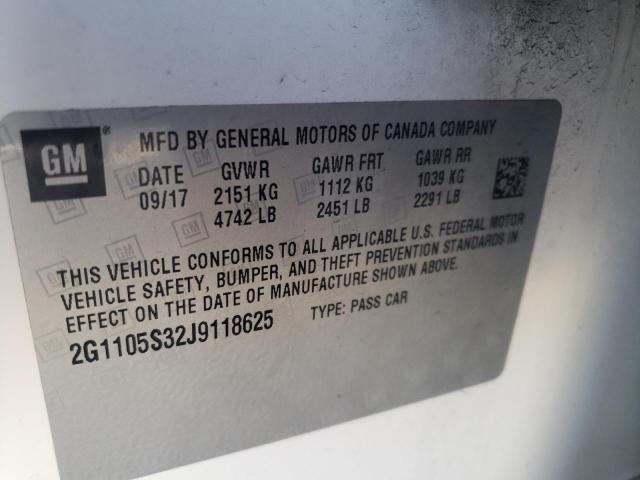 GM®
MFD BY GENERAL MOTORS OF CANADA COMPANY
DATE GVWR GAWR FRT GAWR RR
09/17 2151 KG 1112 KG 1039 KG
4742 LB 2451 LB 2291 LB
THIS VEHICLE CONFORMS TO ALL APPLICABLE U.S. FEDERAL MOTOR
VEHICLE SAFETY, BUMPER, AND THEFT PREVENTION STANDARDS IN
EFFECT ON THE DATE OF MANUFACTURE SHOWN ABOVE.
2G1105S32J9118625 TYPE: PASS CAR